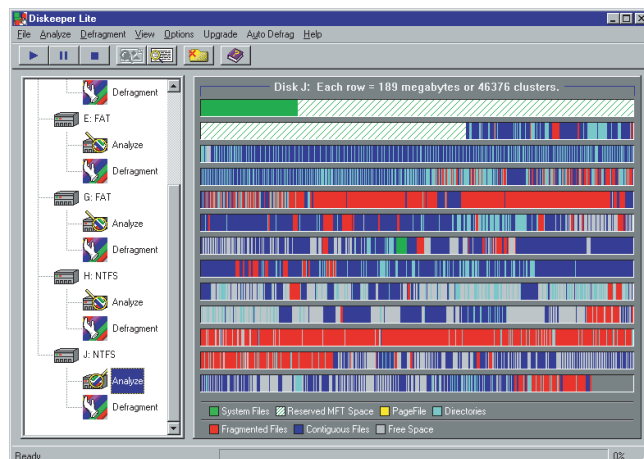 Diskeeper Lite
File Analyze Defragment View Options Upgrade Auto Defrag Help
Defragment
E: FAT
Analyze
Defragment
G: FAT
Analyze
Defragment
H: NTFS
Analyze
Defragment
J: NTFS
Analyze
Defragment
Disk J: Each row = 189 megabytes or 46376 clusters.
System Files Reserved MFT Space PageFile Directories
Fragmented Files Contiguous Files Free Space
Ready 0%